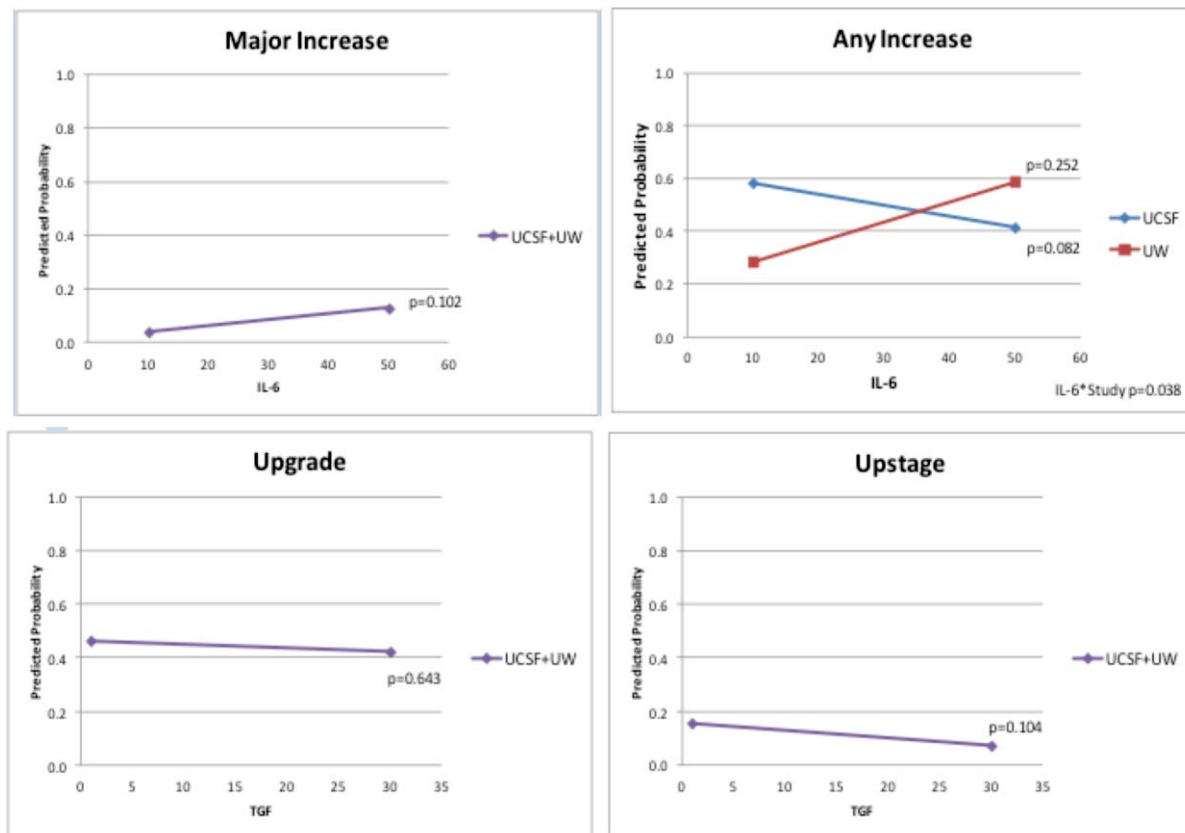 Major Increase
Predicted Probability
1.0
0.8
0.6
0.4
0.2
0.0
p=0.102
UCSF+UW
0 10 20 30 40 50 60
IL-6
Any Increase
Predicted Probability
1.0
0.8
0.6
0.4
0.2
0.0
p=0.252
p=0.082
UCSF
UW
0 10 20 30 40 50 60
IL-6
IL-6*Study p=0.038
Upgrade
Predicted Probability
1.0
0.8
0.6
0.4
0.2
0.0
p=0.643
UCSF+UW
0 5 10 15 20 25 30 35
TGF
Upstage
Predicted Probability
1.0
0.8
0.6
0.4
0.2
0.0
p=0.104
UCSF+UW
0 5 10 15 20 25 30 35
TGF